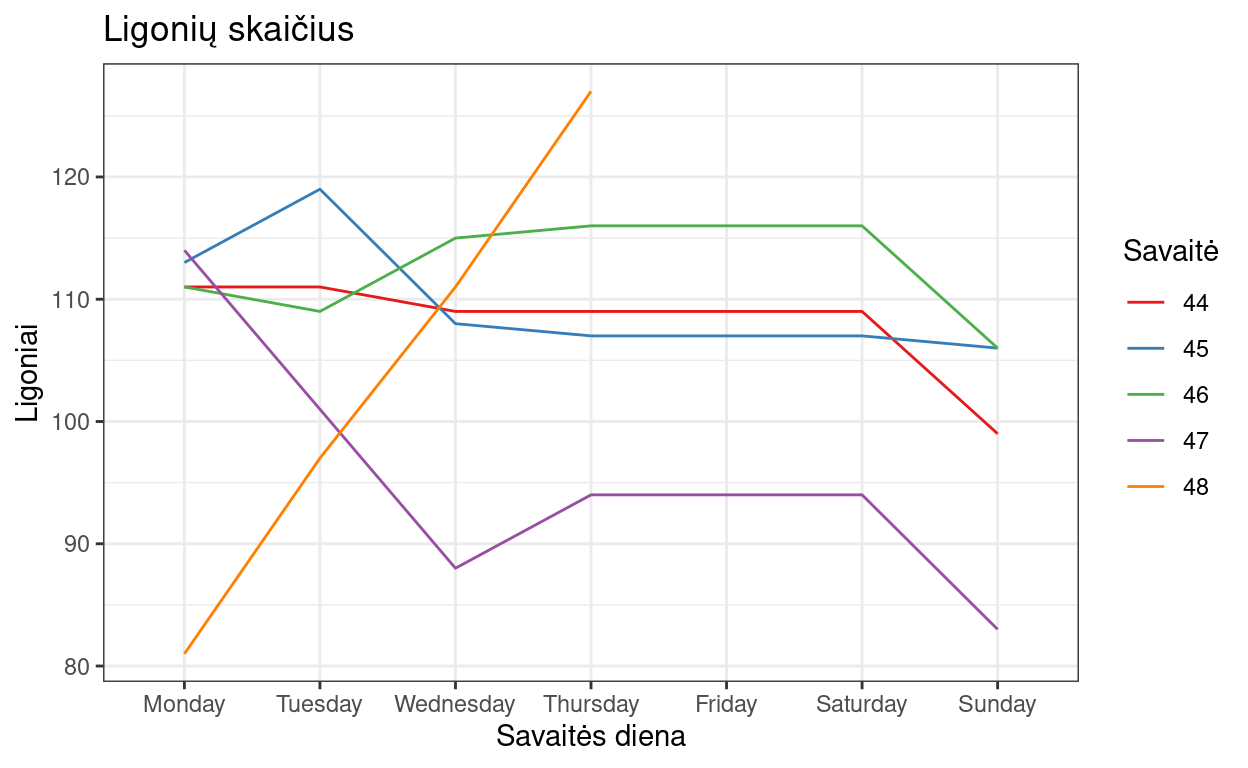 Ligonių skaičius
Ligoniai
120
110
100
90
80
Monday Tuesday Wednesday Thursday Friday Saturday Sunday
Savaitės diena
Savaitė
44
45
46
47
48